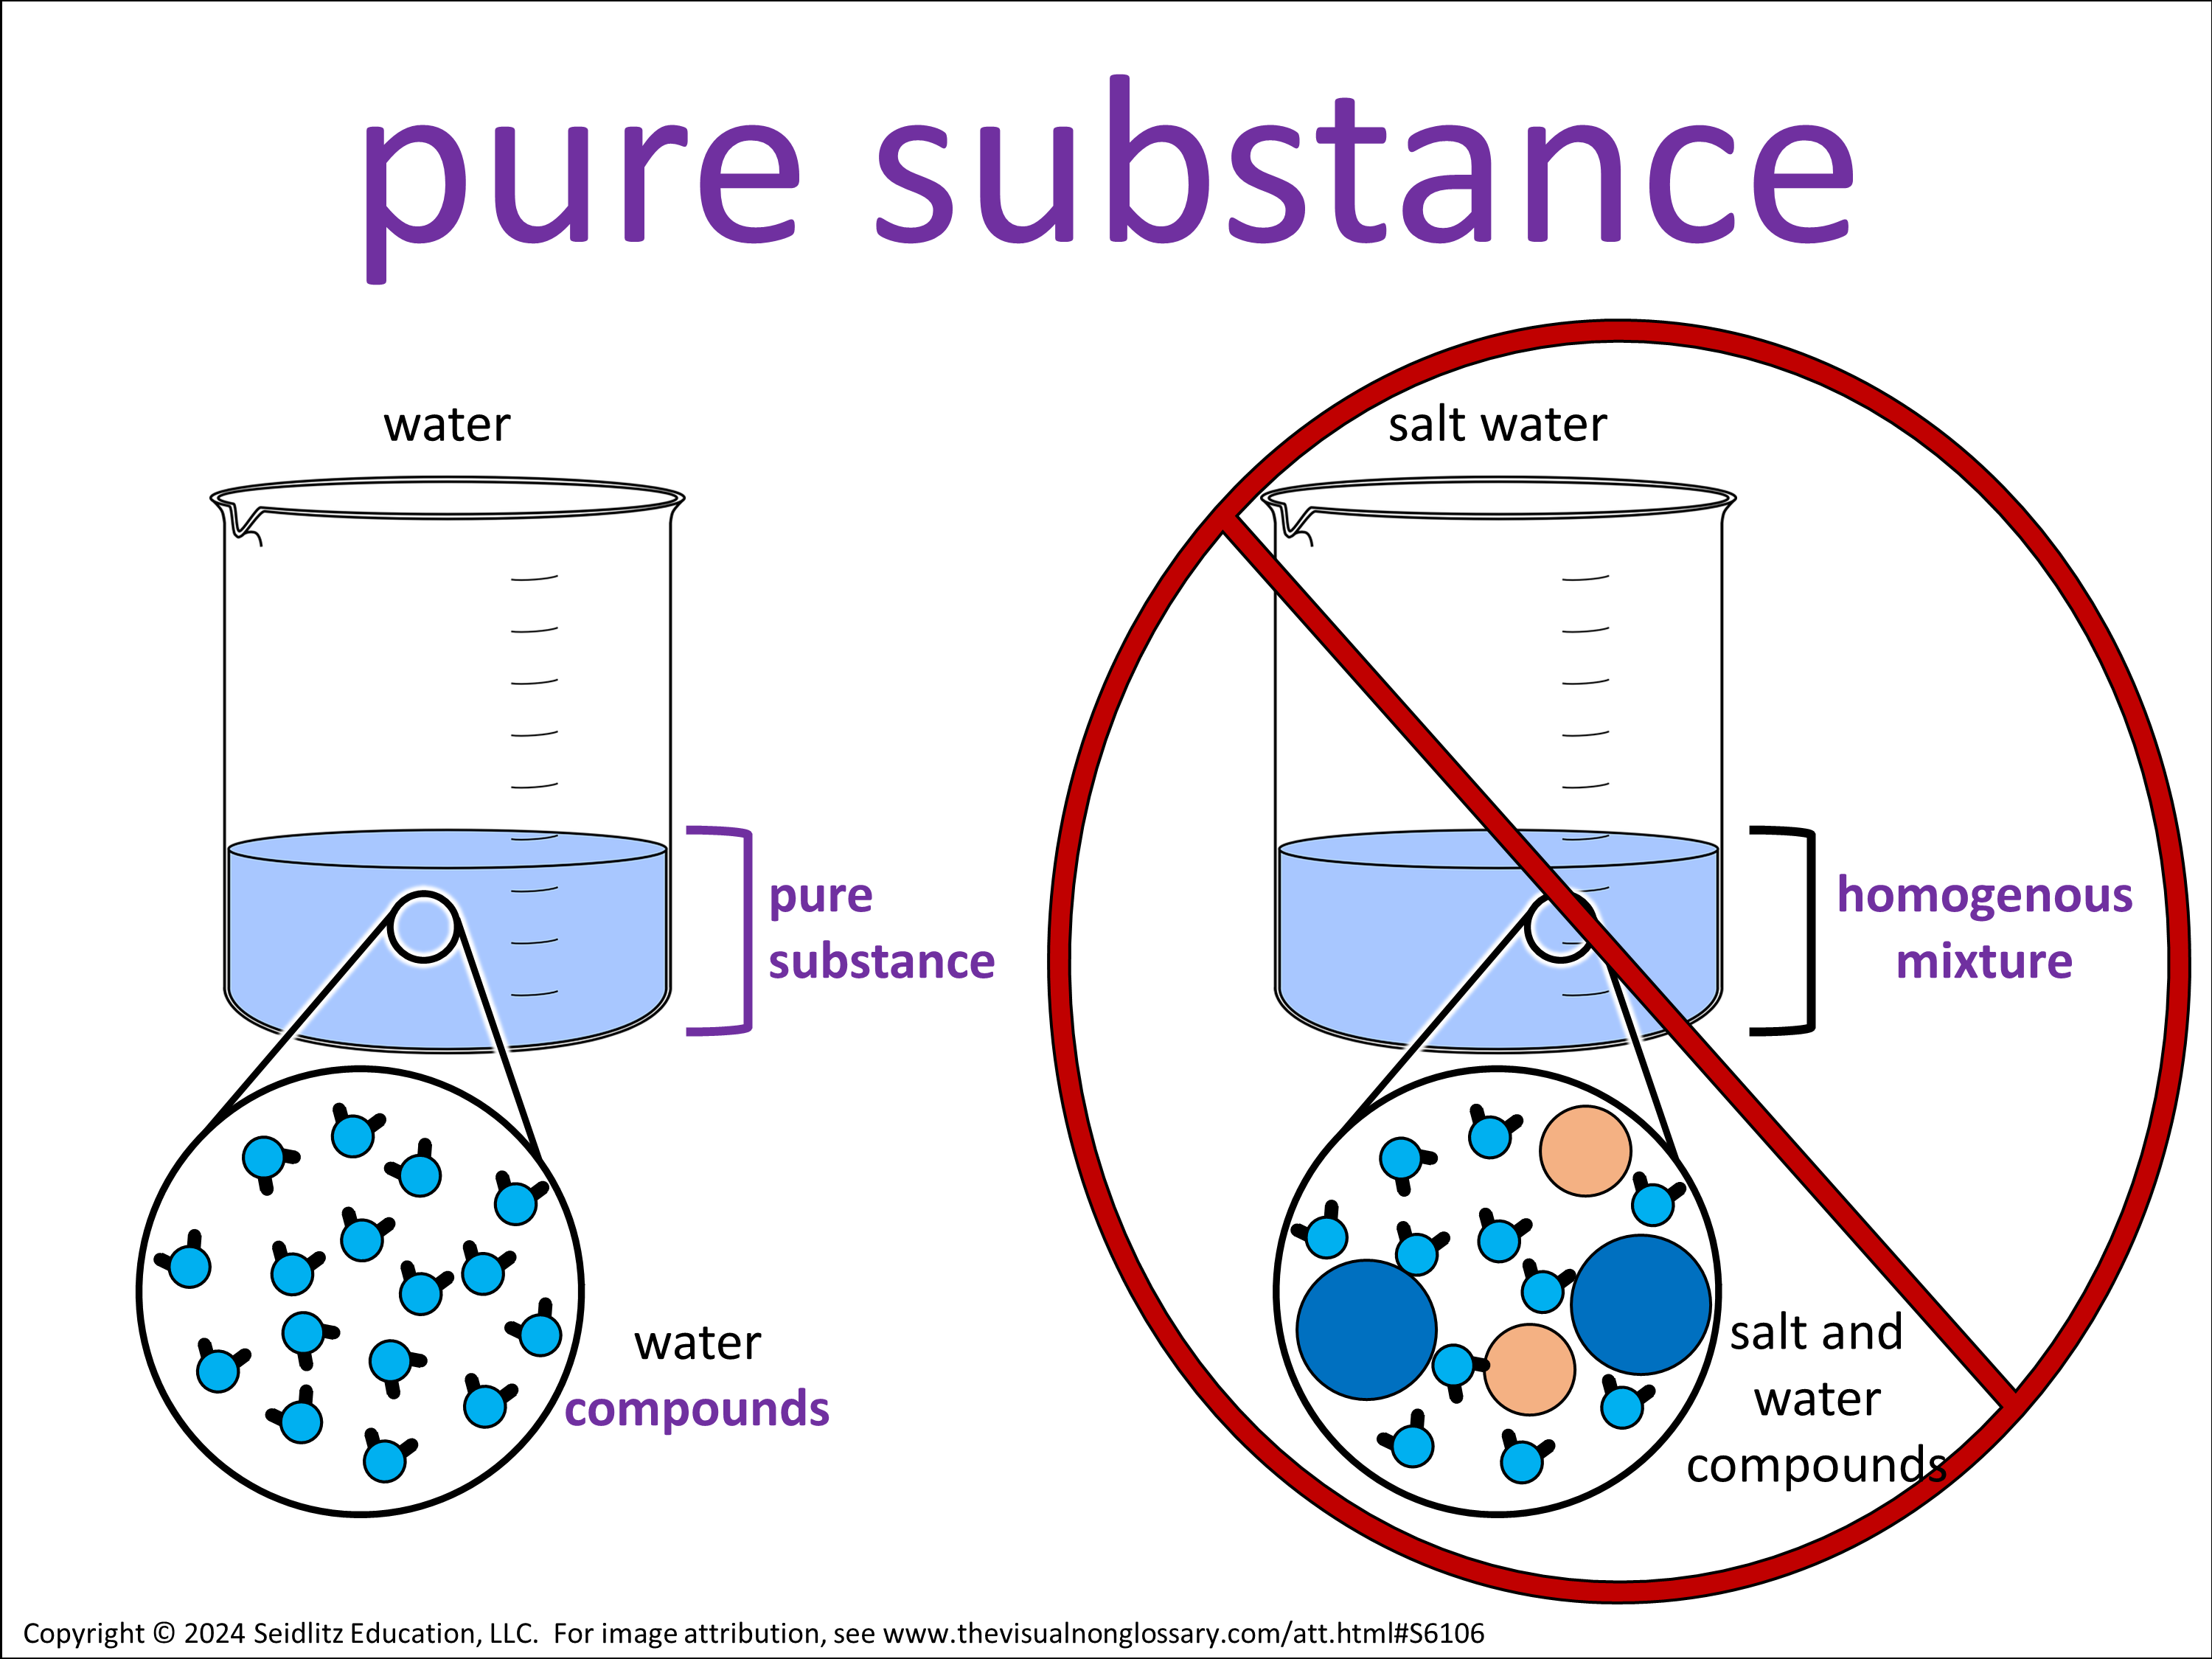 pure substance
water
salt water
pure
substance
homogenous
mixture
water
compounds
salt and
water
compounds
Copyright © 2024 Seidlitz Education, LLC.  For image attribution, see www.thevisualnonglossary.com/att.html#S6106